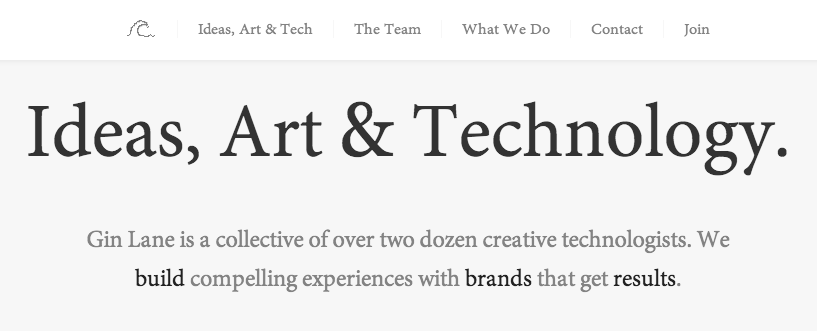 Ideas, Art & Tech The Team What We Do Contact Join
Ideas, Art & Technology.
Gin Lane is a collective of over two dozen creative technologists. We
build compelling experiences with brands that get results.